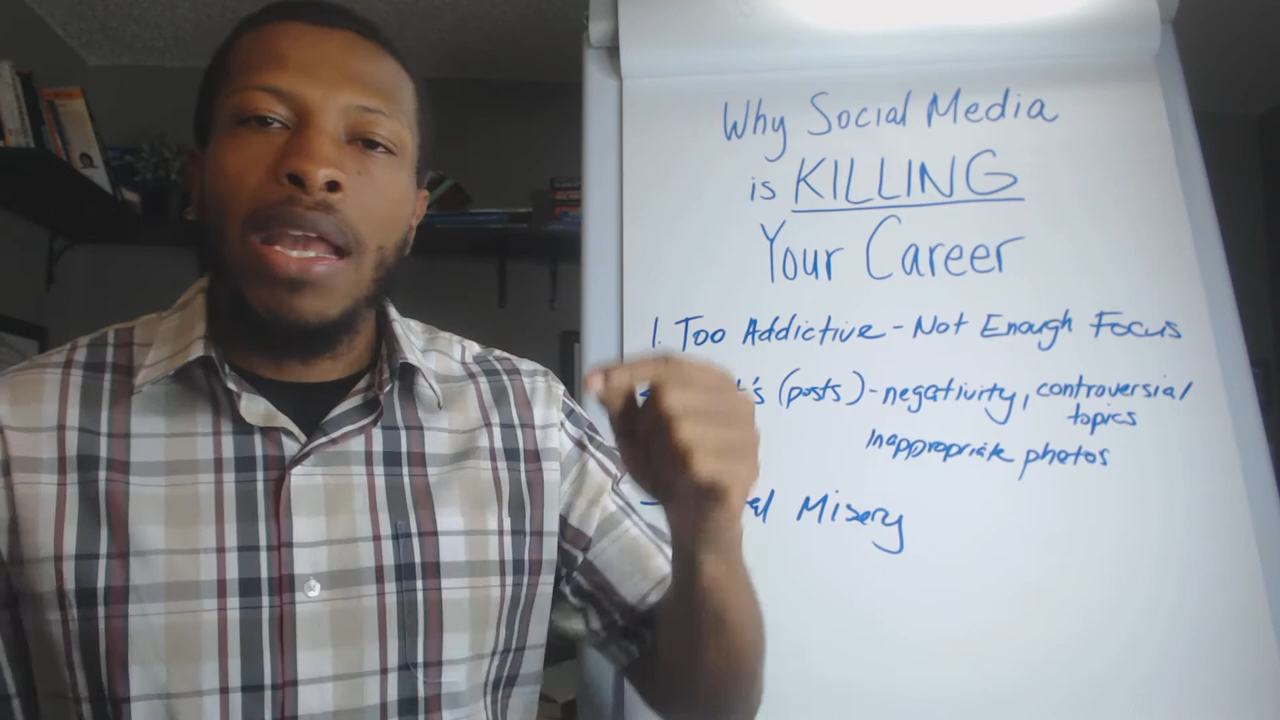 Why Social Media
is KILLING
Your Career
1. Too Addictive - Not Enough Focus
(posts) - negativity, controversial
topics
Inappropriate photos
Misery